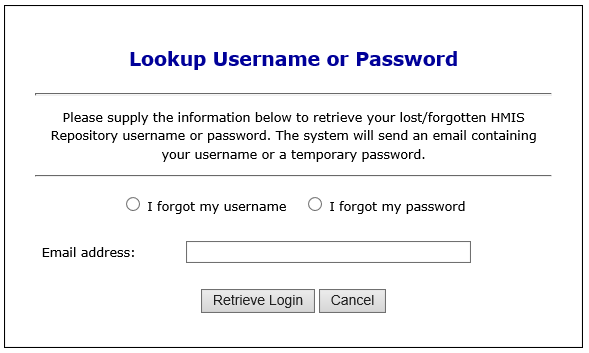 Lookup Username or Password
Please supply the information below to retrieve your lost/forgotten HMIS
Repository username or password. The system will send an email containing
your username or a temporary password.
I forgot my username I forgot my password
Email address:
Retrieve Login Cancel